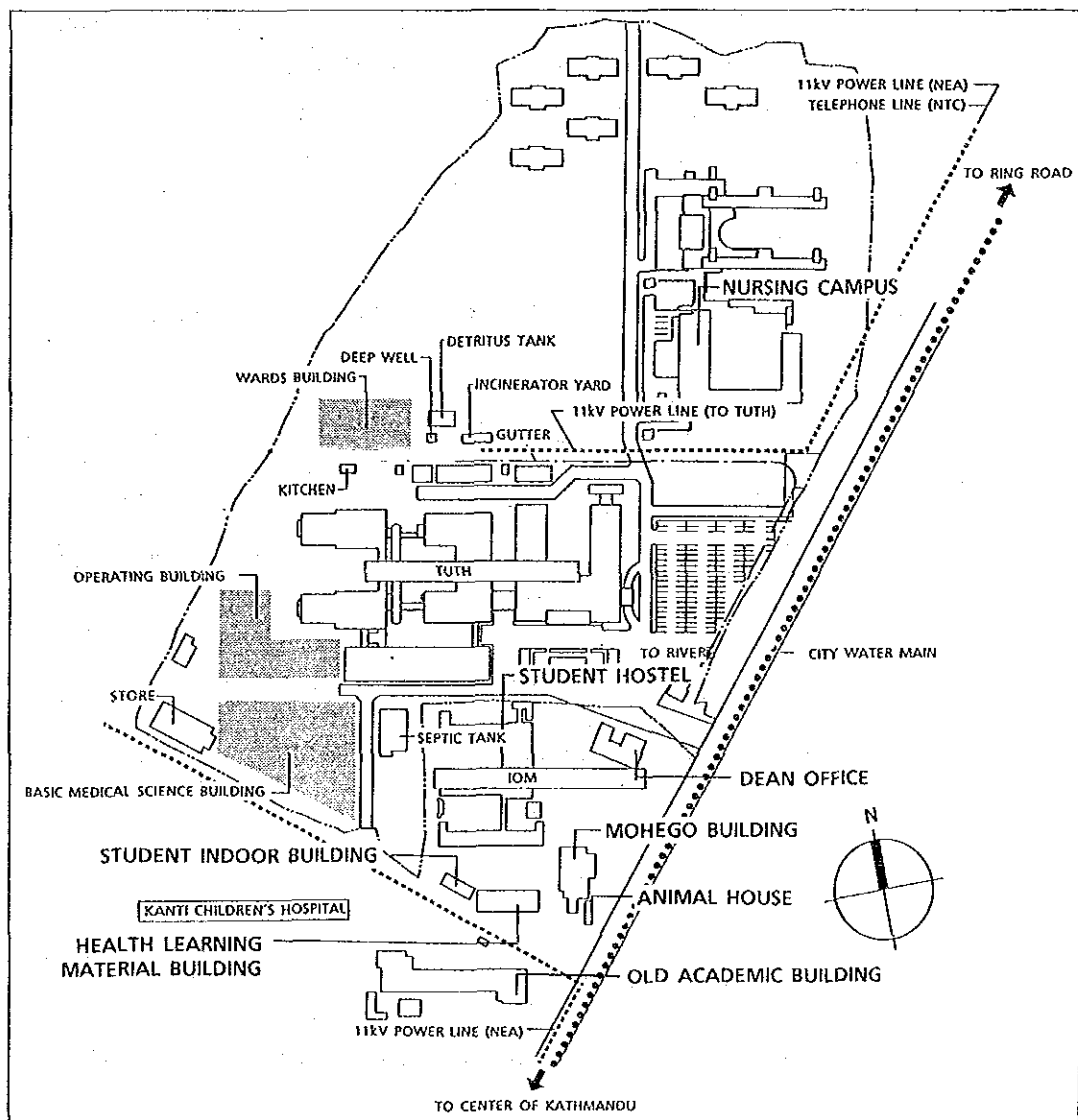 11kV POWER LINE (NEA)
TELEPHONE LINE (NTC)
TO RING ROAD
NURSING CAMPUS
DETRITUS TANK
DEEP WELL
WARDS BUILDING
INCINERATOR YARD
11kV POWER LINE (TO TUTH)
GUTTER
KITCHEN
OPERATING BUILDING
TUTH
TO RIVER
CITY WATER MAIN
STUDENT HOSTEL
STORE
SEPTIC TANK
IOM
DEAN OFFICE
BASIC MEDICAL SCIENCE BUILDING
N
MOHEGO BUILDING
STUDENT INDOOR BUILDING
ANIMAL HOUSE
KANTI CHILDREN'S HOSPITAL
HEALTH LEARNING
MATERIAL BUILDING
OLD ACADEMIC BUILDING
11kV POWER LINE (NEA)
TO CENTER OF KATHMANDU